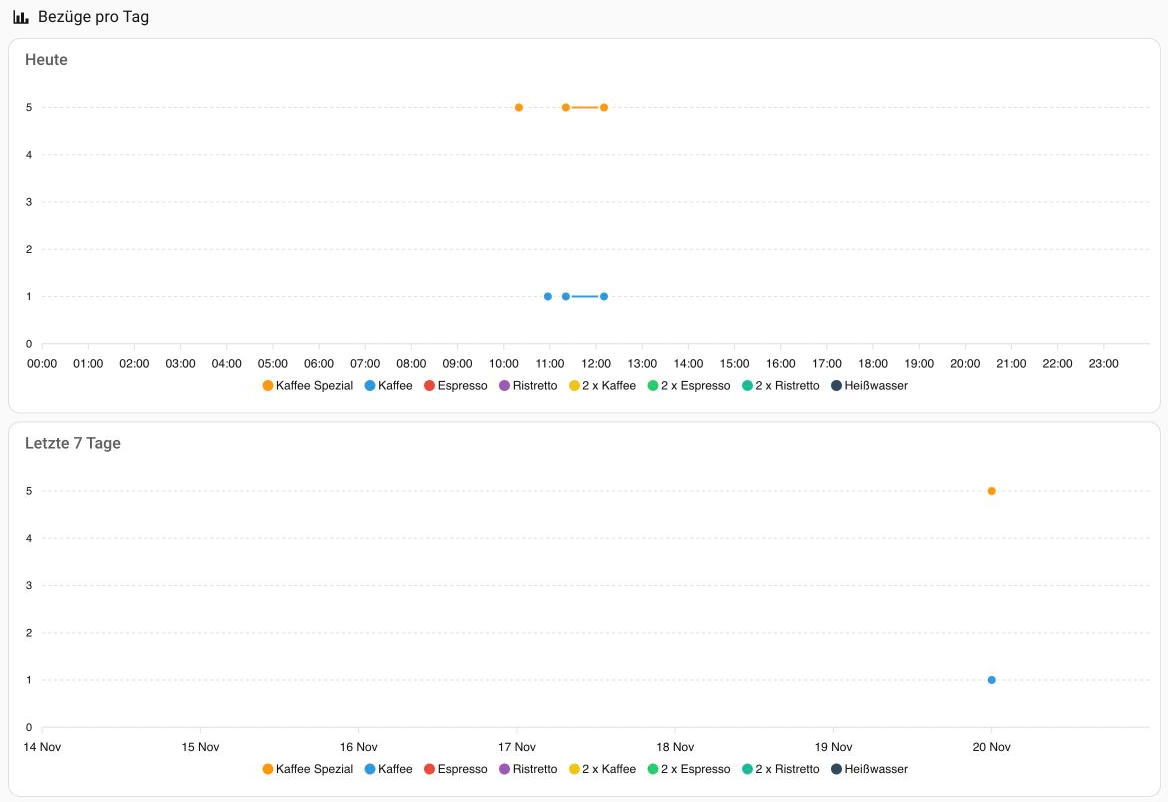 Bezüge pro Tag
Heute
5
4
3
2
1
0
00:00 01:00 02:00 03:00 04:00 05:00 06:00 07:00 08:00 09:00 10:00 11:00 12:00 13:00 14:00 15:00 16:00 17:00 18:00 19:00 20:00 21:00 22:00 23:00
Kaffee Spezial Kaffee Espresso Ristretto 2 x Kaffee 2 x Espresso 2 x Ristretto Heißwasser
Letzte 7 Tage
5
4
3
2
1
0
14 Nov 15 Nov 16 Nov 17 Nov 18 Nov 19 Nov 20 Nov
Kaffee Spezial Kaffee Espresso Ristretto 2 x Kaffee 2 x Espresso 2 x Ristretto Heißwasser